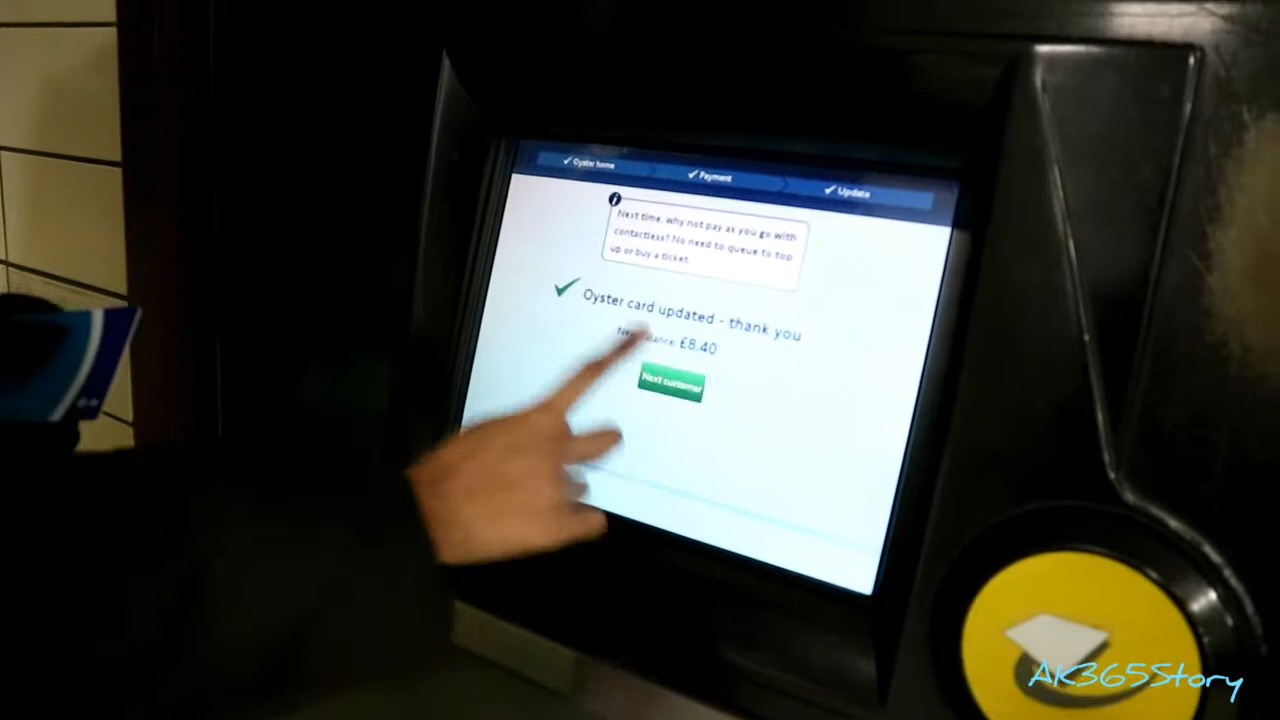 Oyster home
Payment
Update
i
Next time, why not pay as you go with
contactless? No need to queue to top
up or buy a ticket.
Oyster card updated - thank you
£8.40
Next customer
AK365Story